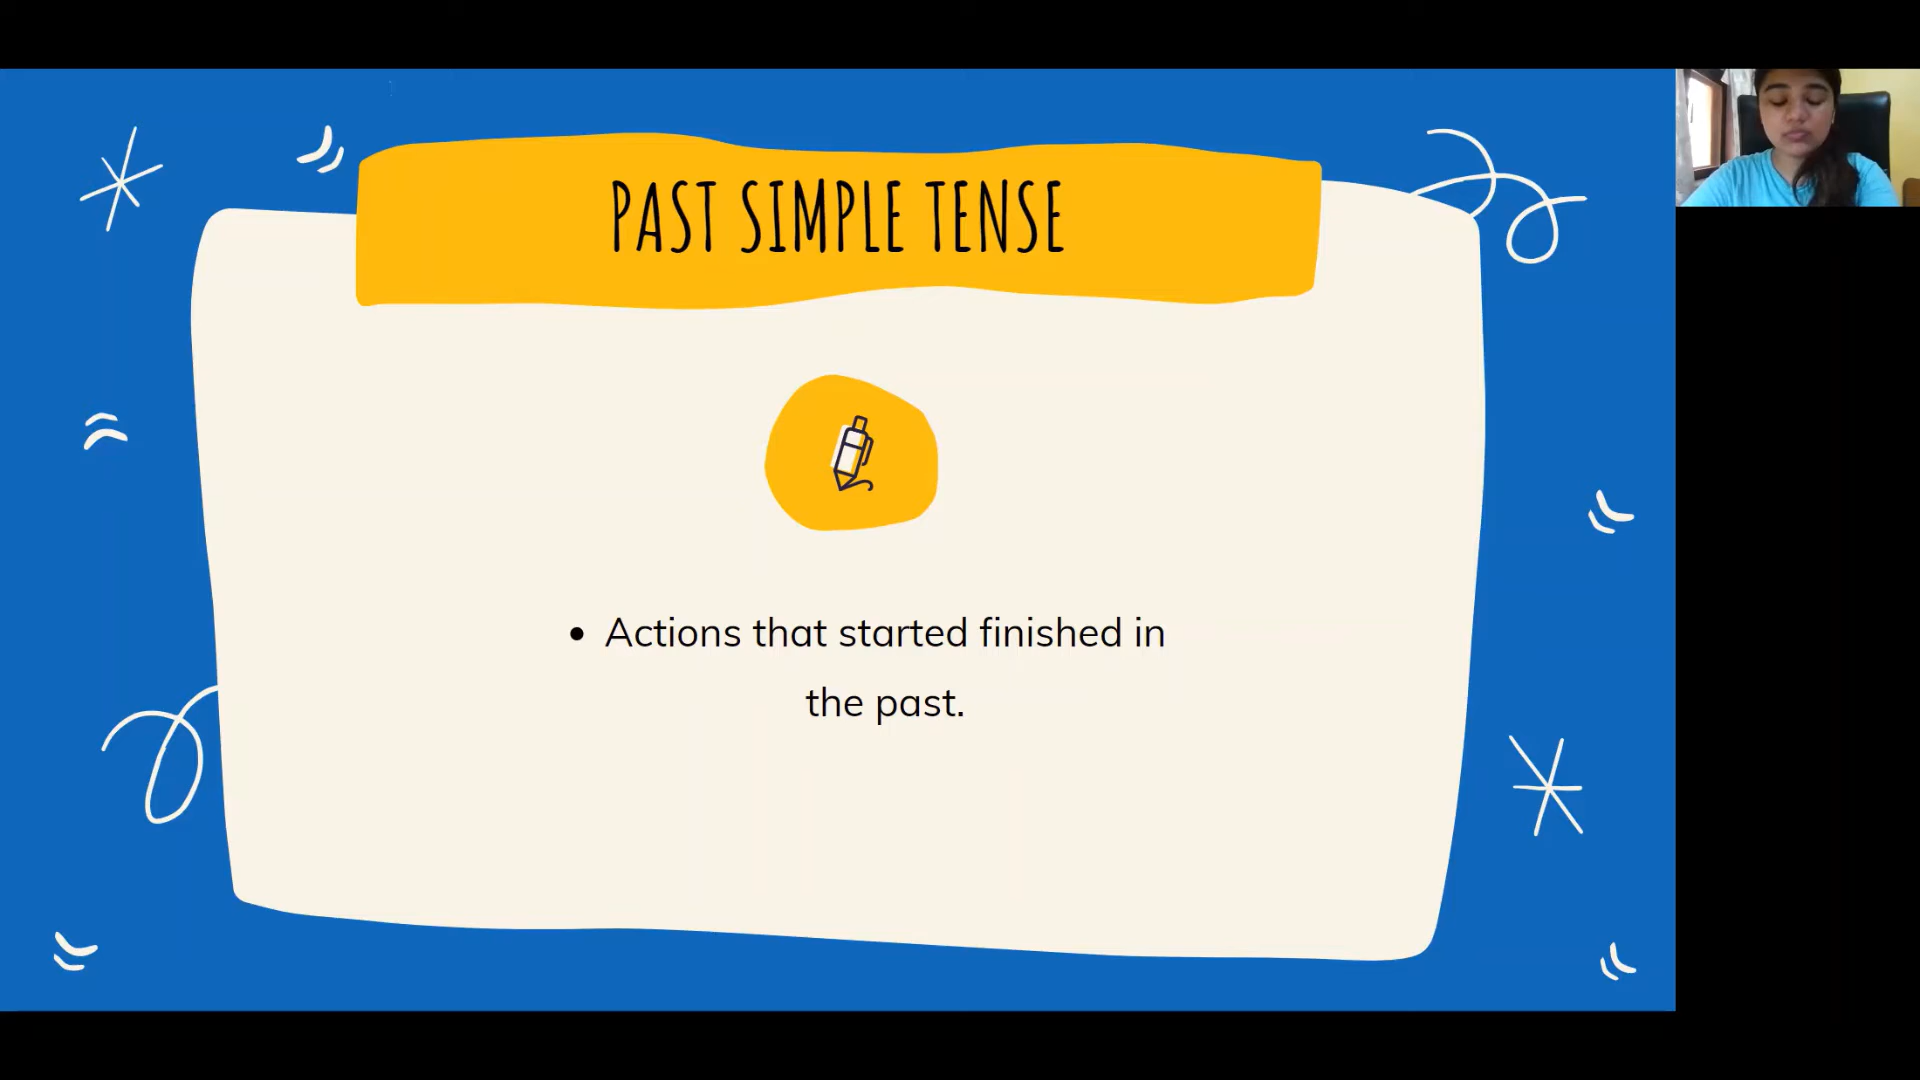 PAST SIMPLE TENSE
• Actions that started finished in
the past.